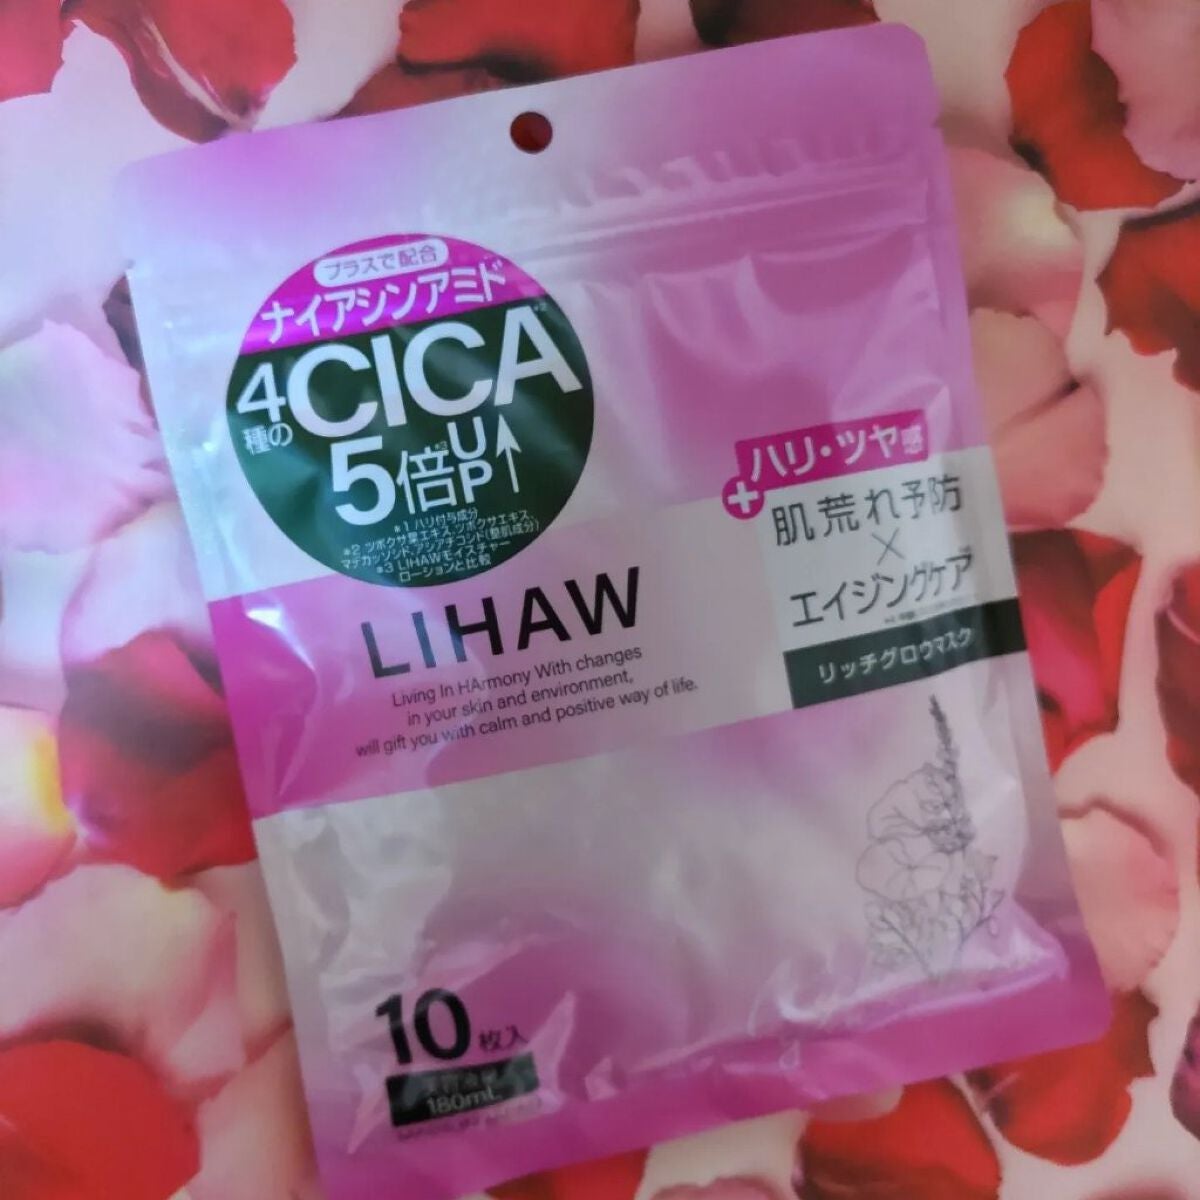 プラスで配合
ナイアシンアミド
4種のCICA※2
5倍※3UP↑
※1 ハリ付与成分
※2 ツボクサ葉エキス、ツボクサエキス、
マデカッソシド、アシアチコシド(整肌成分)
※3 LIHAWモイスチャー
ローションと比較
+ハリ・ツヤ感
肌荒れ予防
×
エイジングケア
リッチグロウマスク
LIHAW
Living In HArmony With changes
in your skin and environment,
will gift you with calm and positive way of life.
10枚入
180mL